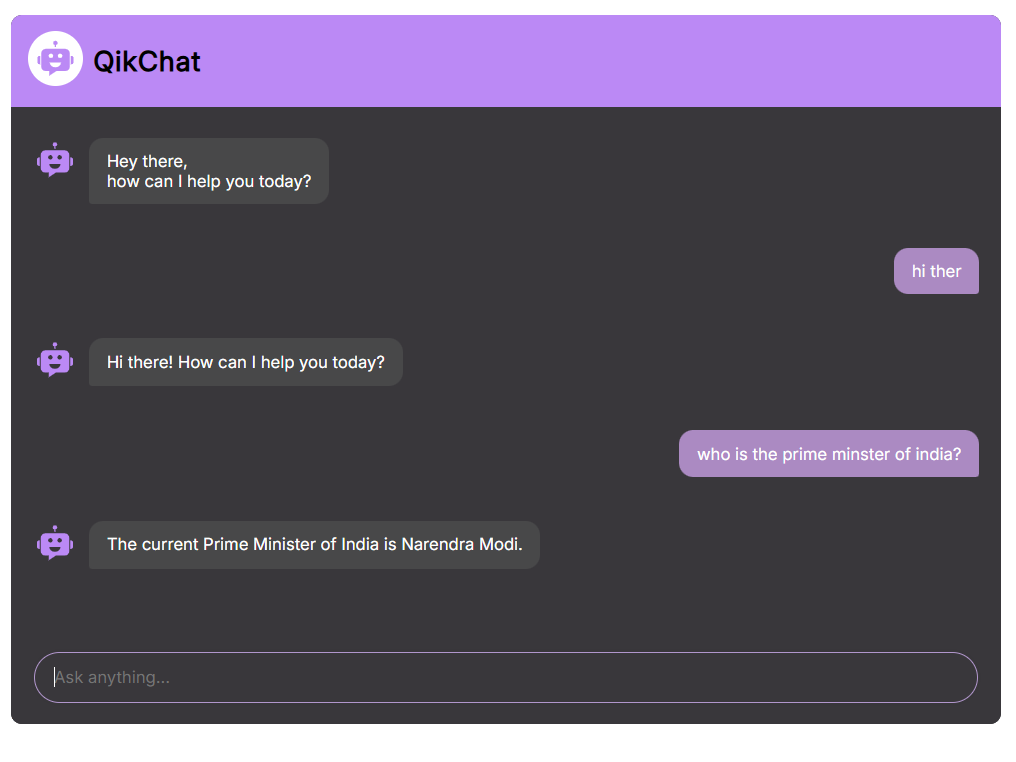 QikChat
Hey there,
how can I help you today?
hi ther
Hi there! How can I help you today?
who is the prime minster of india?
The current Prime Minister of India is Narendra Modi.
Ask anything...